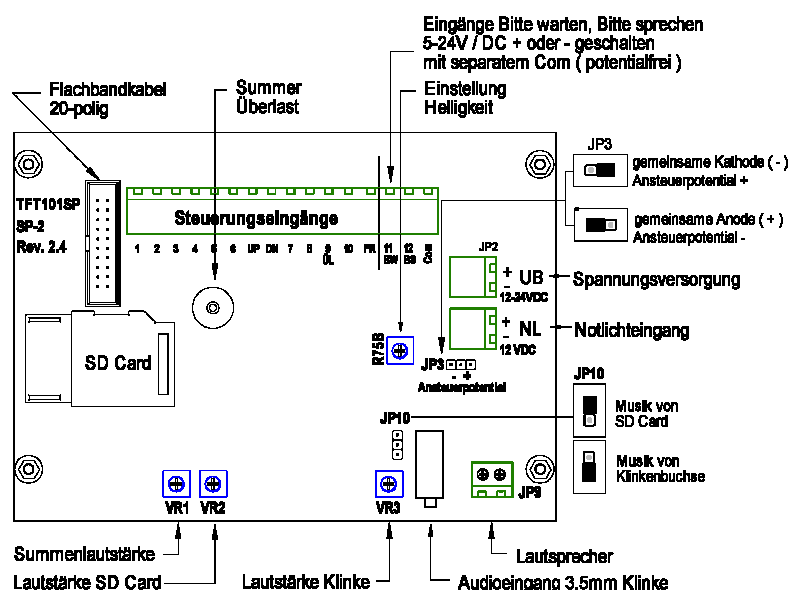 Eingänge Bitte warten, Bitte sprechen
5-24V / DC + oder - geschalten
mit separatem Com ( potentialfrei )
Flachbandkabel
20-polig
Summer
Überlast
Einstellung
Helligkeit
JP3
gemeinsame Kathode ( - )
Ansteuerpotential +
gemeinsame Anode ( + )
Ansteuerpotential -
TFT101SP
SP-2
Rev. 2.4
Steuerungseingänge
1 2 3 4 5 6 UP DN 7 8 9 10 FR 11 12 Com
ÜL BW BS
JP2
+ UB
-
12-24VDC
Spannungsversorgung
+ NL
-
12 VDC
Notlichteingang
SD Card
R75B
JP3
- +
Ansteuerpotential
JP10
Musik von
SD Card
JP10
Musik von
Klinkenbuchse
VR1 VR2 VR3 JP9
Summenlautstärke
Lautstärke SD Card
Lautstärke Klinke
Lautsprecher
Audioeingang 3.5mm Klinke